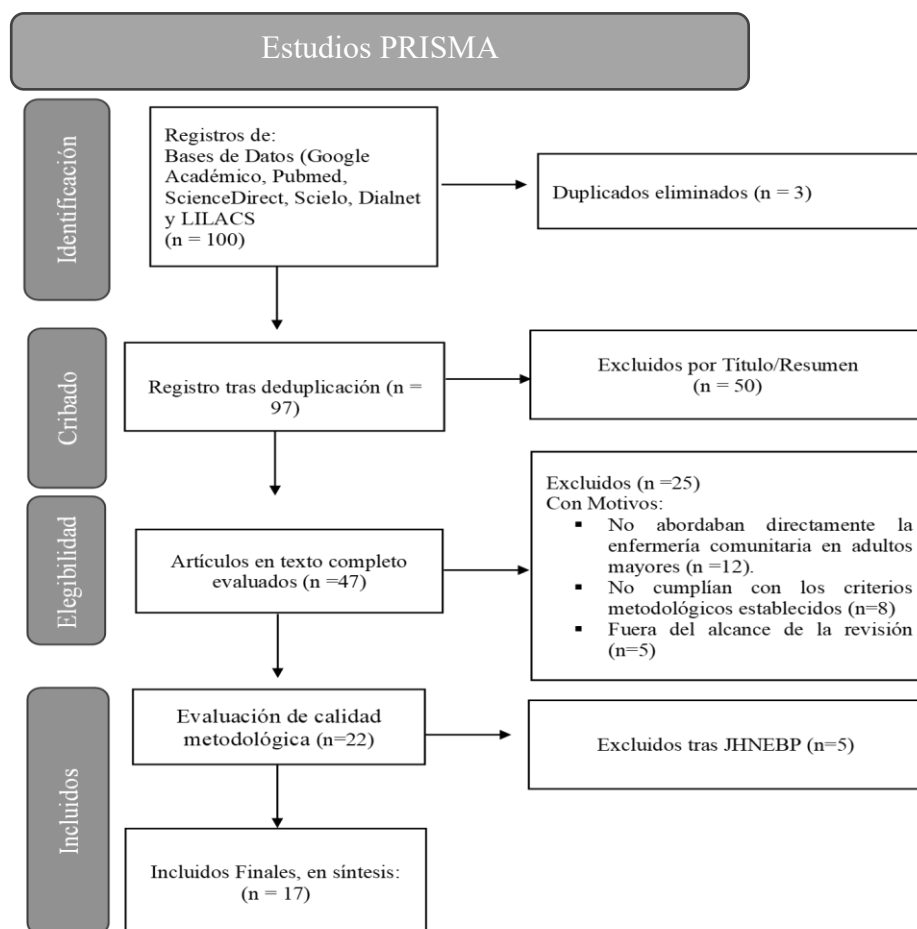 Estudios PRISMA
Identificación
Registros de:
Bases de Datos (Google
Académico, Pubmed,
ScienceDirect, Scielo, Dialnet
y LILACS
(n = 100)
Duplicados eliminados (n = 3)
Cribado
Registro tras deduplicación (n =
97)
Excluidos por Título/Resumen
(n = 50)
Elegibilidad
Artículos en texto completo
evaluados (n =47)
Excluidos (n =25)
Con Motivos:
▪ No abordaban directamente la
enfermería comunitaria en adultos
mayores (n =12).
▪ No cumplían con los criterios
metodológicos establecidos (n=8)
▪ Fuera del alcance de la revisión
(n=5)
Incluidos
Evaluación de calidad
metodológica (n=22)
Excluidos tras JHNEBP (n=5)
Incluidos Finales, en síntesis:
(n = 17)